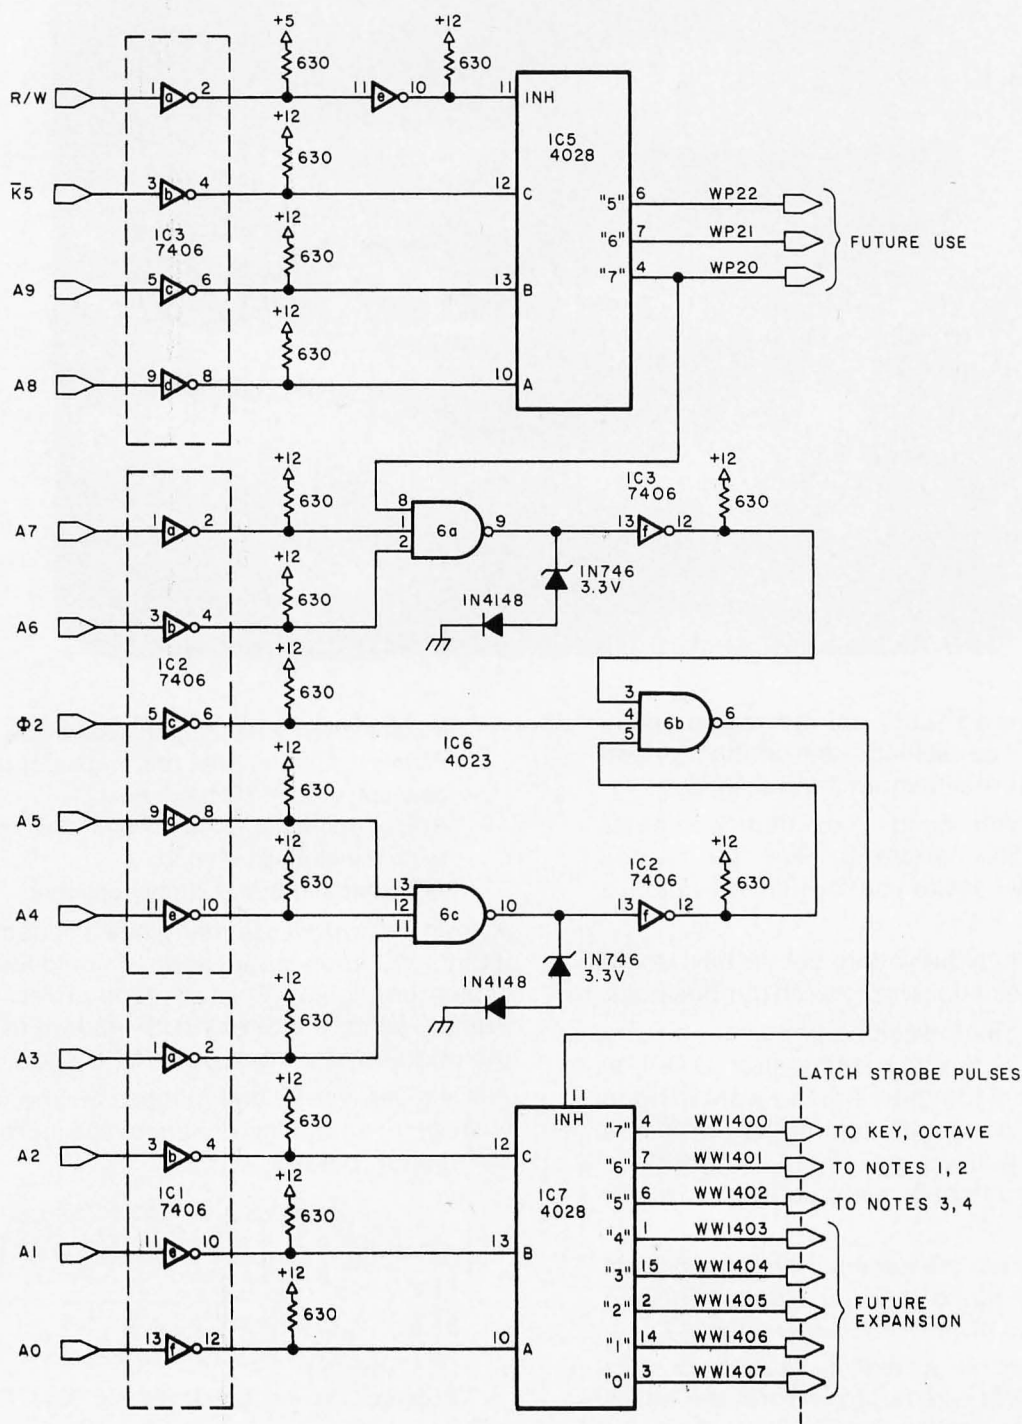 +5
+12
630
630
R/W
1
a
2
11
e
10
11
INH
+12
630
IC5
4028
K̅5
3
b
4
12
C
"5"
6
WP22
+12
IC3
7406
630
"6"
7
WP21
FUTURE USE
A9
5
c
6
13
B
"7"
4
WP20
+12
630
A8
9
d
8
10
A
+12
630
IC3
7406
+12
630
A7
1
a
2
8
1
2
6a
9
13
f
12
+12
630
1N746
3.3V
1N4148
A6
3
b
4
+12
IC2
7406
630
3
4
5
6b
6
Φ2
5
c
6
IC6
4023
+12
630
A5
9
d
8
+12
630
IC2
7406
+12
630
A4
11
e
10
13
12
11
6c
10
13
f
12
1N746
3.3V
1N4148
+12
630
A3
1
a
2
+12
630
LATCH STROBE PULSES
11
INH
"7"
4
WW1400
TO KEY, OCTAVE
A2
3
b
4
12
C
"6"
7
WW1401
TO NOTES 1, 2
+12
IC1
7406
630
IC7
4028
"5"
6
WW1402
TO NOTES 3, 4
"4"
1
WW1403
A1
11
e
10
13
B
"3"
15
WW1404
+12
630
"2"
2
WW1405
FUTURE
EXPANSION
"1"
14
WW1406
A0
13
f
12
10
A
"0"
3
WW1407